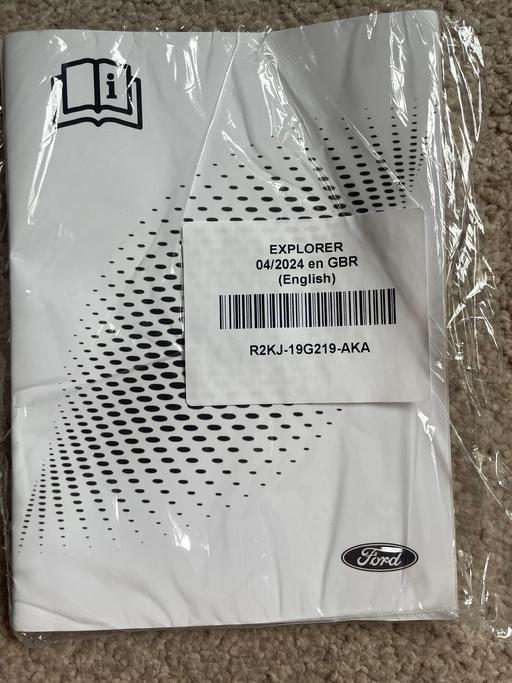 i
EXPLORER
04/2024 en GBR
(English)
R2KJ-19G219-AKA
Ford